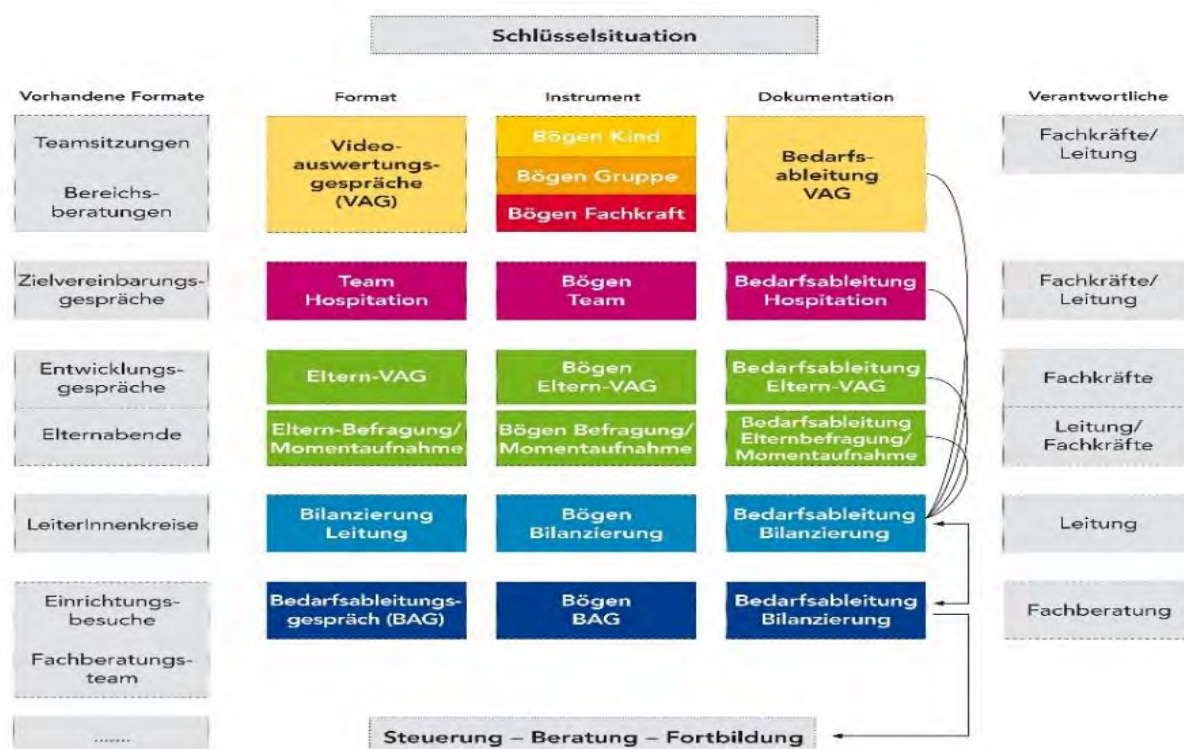 Schlüsselsituation
Vorhandene Formate
Format
Instrument
Dokumentation
Verantwortliche
Teamsitzungen
Bereichs-
beratungen
Video-
auswertungs-
gespräche
(VAG)
Bögen Kind
Bögen Gruppe
Bögen Fachkraft
Bedarfs-
ableitung
VAG
Fachkräfte/
Leitung
Zielvereinbarungs-
gespräche
Team
Hospitation
Bögen
Team
Bedarfsableitung
Hospitation
Fachkräfte/
Leitung
Entwicklungs-
gespräche
Eltern-VAG
Bögen
Eltern-VAG
Bedarfsableitung
Eltern-VAG
Fachkräfte
Elternabende
Eltern-Befragung/
Momentaufnahme
Bögen Befragung/
Momentaufnahme
Bedarfsableitung
Elternbefragung/
Momentaufnahme
Leitung/
Fachkräfte
LeiterInnenkreise
Bilanzierung
Leitung
Bögen
Bilanzierung
Bedarfsableitung
Bilanzierung
Leitung
Einrichtungs-
besuche
Fachberatungs-
team
Bedarfsableitungs-
gespräch (BAG)
Bögen
BAG
Bedarfsableitung
Bilanzierung
Fachberatung
.......
Steuerung – Beratung – Fortbildung